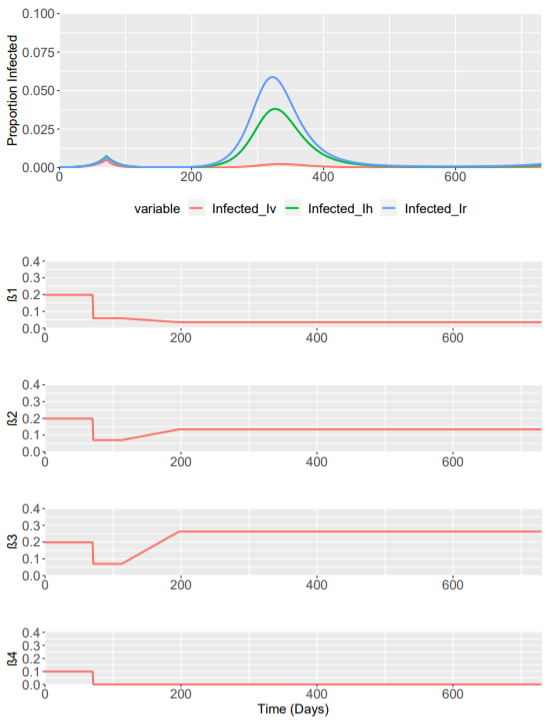 Proportion Infected
0.100
0.075
0.050
0.025
0.000
0 200 400 600
variable Infected_Iv Infected_Ih Infected_Ir
ß1
0.4
0.3
0.2
0.1
0.0
0 200 400 600
ß2
0.4
0.3
0.2
0.1
0.0
0 200 400 600
ß3
0.4
0.3
0.2
0.1
0.0
0 200 400 600
ß4
0.4
0.3
0.2
0.1
0.0
0 200 400 600
Time (Days)